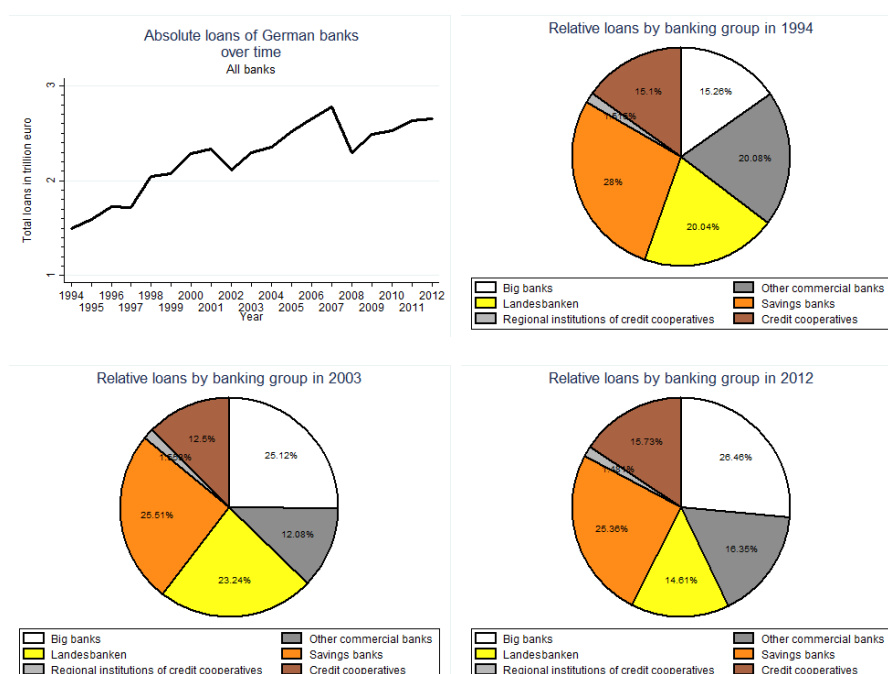 Absolute loans of German banks
over time
All banks
Total loans in trillion euro
3
2
1
1994 1996 1998 2000 2002 2004 2006 2008 2010 2012
1995 1997 1999 2001 2003 2005 2007 2009 2011
Year
Relative loans by banking group in 1994
15.1%
15.26%
20.08%
28%
20.04%
Big banks
Other commercial banks
Landesbanken
Savings banks
Regional institutions of credit cooperatives
Credit cooperatives
Relative loans by banking group in 2003
12.5%
25.12%
25.51%
12.08%
23.24%
Big banks
Other commercial banks
Landesbanken
Savings banks
Regional institutions of credit cooperatives
Credit cooperatives
Relative loans by banking group in 2012
15.73%
26.46%
25.36%
16.35%
14.61%
Big banks
Other commercial banks
Landesbanken
Savings banks
Regional institutions of credit cooperatives
Credit cooperatives